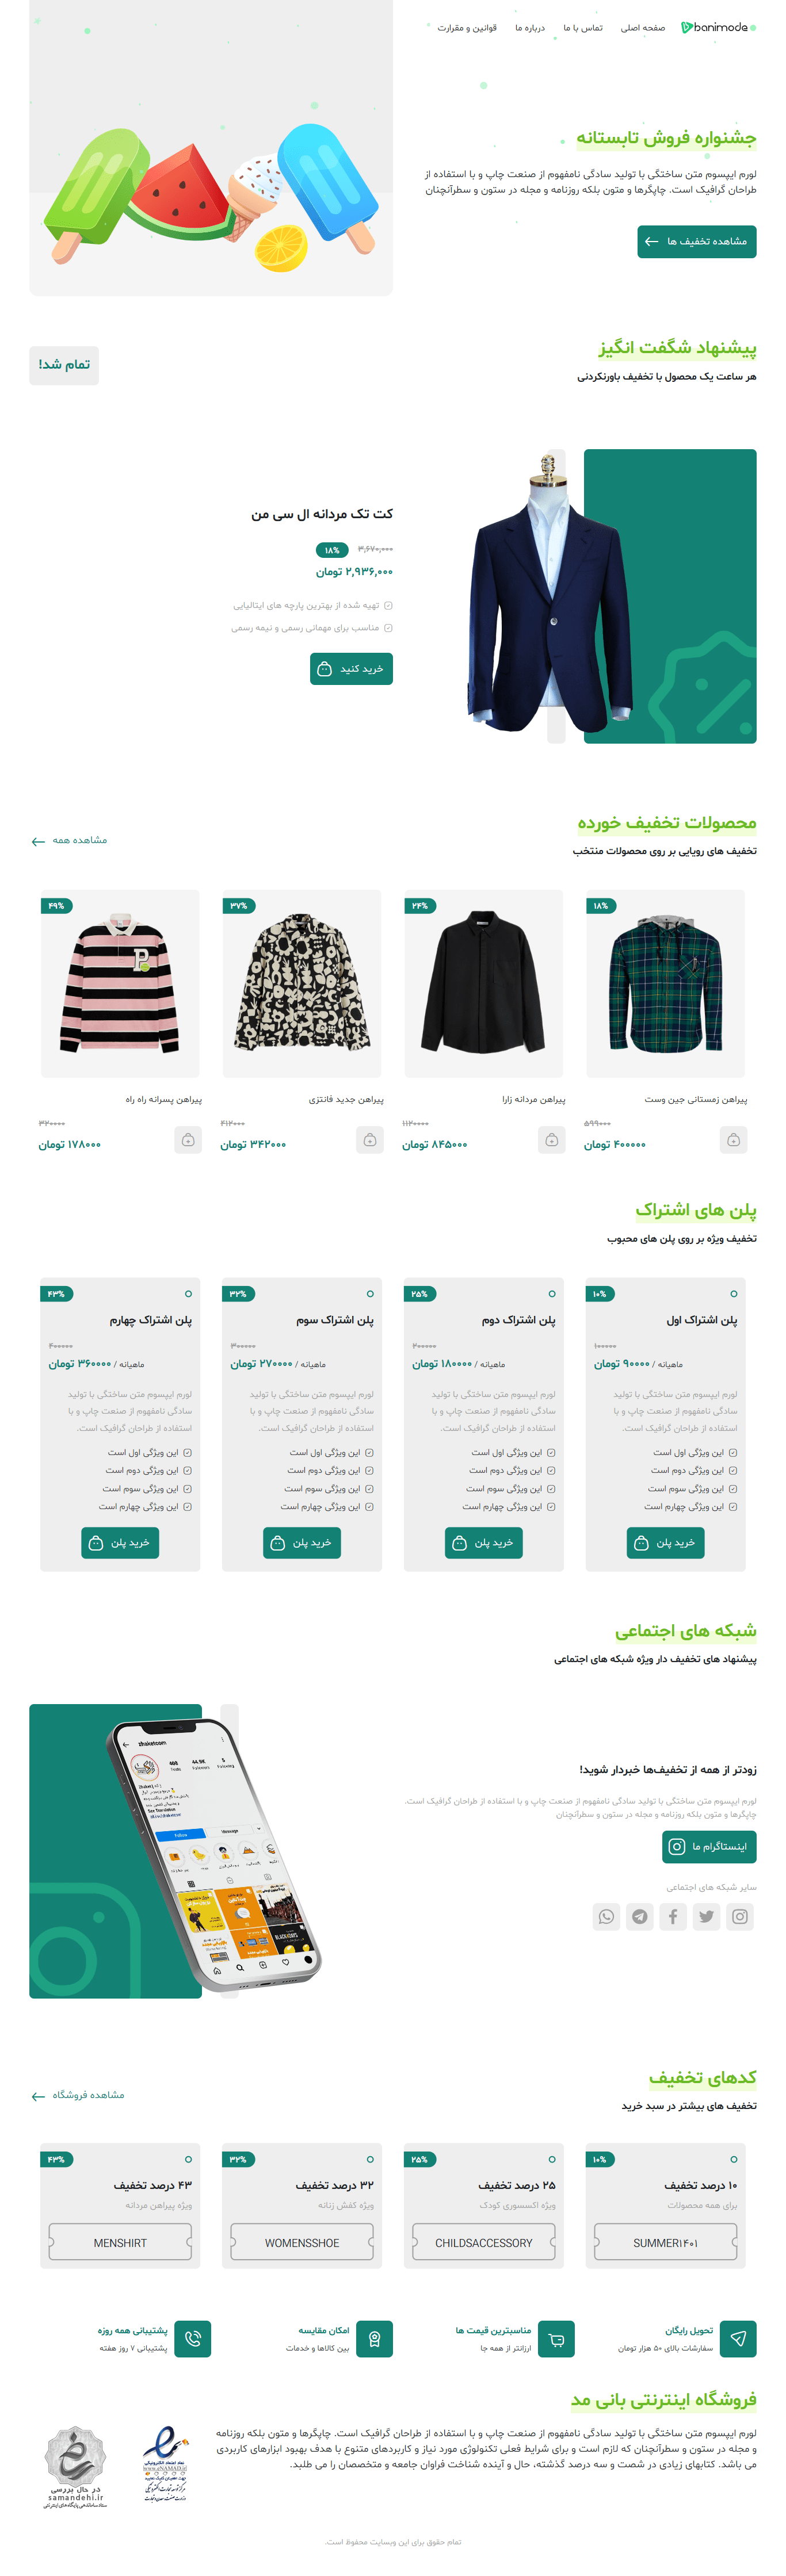 banimode
صفحه اصلی
تماس با ما
درباره ما
قوانین و مقررات
جشنواره فروش تابستانه
لورم ایپسوم متن ساختگی با تولید سادگی نامفهوم از صنعت چاپ و با استفاده از
طراحان گرافیک است. چاپگرها و متون بلکه روزنامه و مجله در ستون و سطرآنچنان
مشاهده تخفیف ها
پیشنهاد شگفت انگیز
هر ساعت یک محصول با تخفیف باورنکردنی
تمام شد!
کت تک مردانه ال سی من
۳,۶۷۰,۰۰۰
۱۸%
۲,۹۳۶,۰۰۰ تومان
تهیه شده از بهترین پارچه های ایتالیایی
مناسب برای مهمانی رسمی و نیمه رسمی
خرید کنید
محصولات تخفیف خورده
تخفیف های رویایی بر روی محصولات منتخب
مشاهده همه
۱۸%
پیراهن زمستانی جین وست
۵۹۹۰۰۰
۴۰۰۰۰۰ تومان
۲۴%
پیراهن مردانه زارا
۱۱۲۰۰۰۰
۸۴۵۰۰۰ تومان
۳۷%
پیراهن جدید فانتزی
۴۱۲۰۰۰
۳۴۲۰۰۰ تومان
۴۹%
P
پیراهن پسرانه راه راه
۳۲۰۰۰۰
۱۷۸۰۰۰ تومان
پلن های اشتراک
تخفیف ویژه بر روی پلن های محبوب
۱۰%
پلن اشتراک اول
۱۰۰۰۰۰
ماهیانه / ۹۰۰۰۰ تومان
لورم ایپسوم متن ساختگی با تولید
سادگی نامفهوم از صنعت چاپ و با
استفاده از طراحان گرافیک است.
این ویژگی اول است
این ویژگی دوم است
این ویژگی سوم است
این ویژگی چهارم است
خرید پلن
۲۵%
پلن اشتراک دوم
۲۰۰۰۰۰
ماهیانه / ۱۸۰۰۰۰ تومان
لورم ایپسوم متن ساختگی با تولید
سادگی نامفهوم از صنعت چاپ و با
استفاده از طراحان گرافیک است.
این ویژگی اول است
این ویژگی دوم است
این ویژگی سوم است
این ویژگی چهارم است
خرید پلن
۳۲%
پلن اشتراک سوم
۳۰۰۰۰۰
ماهیانه / ۲۷۰۰۰۰ تومان
لورم ایپسوم متن ساختگی با تولید
سادگی نامفهوم از صنعت چاپ و با
استفاده از طراحان گرافیک است.
این ویژگی اول است
این ویژگی دوم است
این ویژگی سوم است
این ویژگی چهارم است
خرید پلن
۴۳%
پلن اشتراک چهارم
۴۰۰۰۰۰
ماهیانه / ۳۶۰۰۰۰ تومان
لورم ایپسوم متن ساختگی با تولید
سادگی نامفهوم از صنعت چاپ و با
استفاده از طراحان گرافیک است.
این ویژگی اول است
این ویژگی دوم است
این ویژگی سوم است
این ویژگی چهارم است
خرید پلن
شبکه های اجتماعی
پیشنهاد های تخفیف دار ویژه شبکه های اجتماعی
زودتر از همه از تخفیف‌ها خبردار شوید!
لورم ایپسوم متن ساختگی با تولید سادگی نامفهوم از صنعت چاپ و با استفاده از طراحان گرافیک است.
چاپگرها و متون بلکه روزنامه و مجله در ستون و سطرآنچنان
اینستاگرام ما
سایر شبکه های اجتماعی
zhaketcom
Follow
Message
کدهای تخفیف
تخفیف های بیشتر در سبد خرید
مشاهده فروشگاه
۱۰%
۱۰ درصد تخفیف
برای همه محصولات
SUMMER۱۴۰۱
۲۵%
۲۵ درصد تخفیف
ویژه اکسسوری کودک
CHILDSACCESSORY
۳۲%
۳۲ درصد تخفیف
ویژه کفش زنانه
WOMENSSHOE
۴۳%
۴۳ درصد تخفیف
ویژه پیراهن مردانه
MENSHIRT
تحویل رایگان
سفارشات بالای ۵۰ هزار تومان
مناسبترین قیمت ها
ارزانتر از همه جا
امکان مقایسه
بین کالاها و خدمات
پشتیبانی همه روزه
پشتیبانی ۷ روز هفته
فروشگاه اینترنتی بانی مد
لورم ایپسوم متن ساختگی با تولید سادگی نامفهوم از صنعت چاپ و با استفاده از طراحان گرافیک است. چاپگرها و متون بلکه روزنامه
و مجله در ستون و سطرآنچنان که لازم است و برای شرایط فعلی تکنولوژی مورد نیاز و کاربردهای متنوع با هدف بهبود ابزارهای کاربردی
می باشد. کتابهای زیادی در شصت و سه درصد گذشته، حال و آینده شناخت فراوان جامعه و متخصصان را می طلبد.
www.eNAMAD.ir
در حال بررسی
samandehi.ir
تمام حقوق برای این وبسایت محفوظ است.